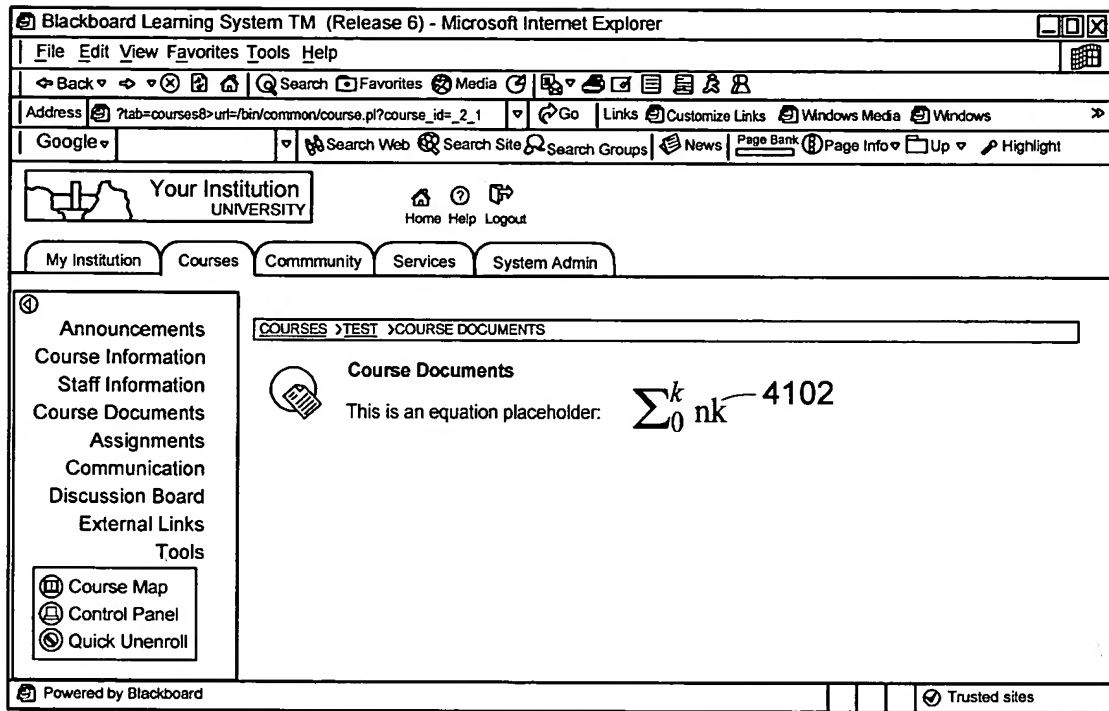 Blackboard Learning System TM (Release 6) - Microsoft Internet Explorer
File Edit View Favorites Tools Help
Back Search Favorites Media
Address ?tab=courses8>url=/bin/common/course.pl?course_id=_2_1 Go Links Customize Links Windows Media Windows »
Google Search Web Search Site Search Groups News Page Bank Page Info Up Highlight
Your Institution
UNIVERSITY
Home Help Logout
My Institution Courses Commmunity Services System Admin
Announcements
Course Information
Staff Information
Course Documents
Assignments
Communication
Discussion Board
External Links
Tools
Course Map
Control Panel
Quick Unenroll
COURSES >TEST >COURSE DOCUMENTS
Course Documents
This is an equation placeholder: ∑₀ᵏ nk 4102
Powered by Blackboard Trusted sites